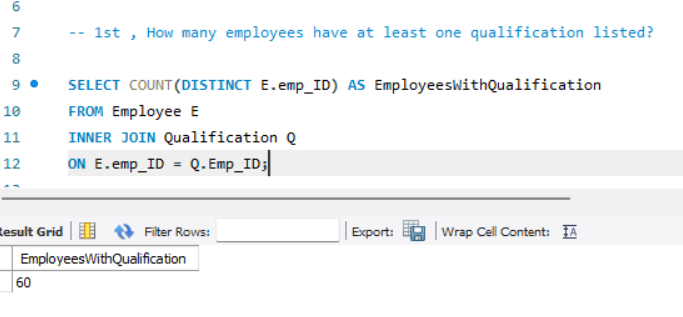 6
7 -- 1st , How many employees have at least one qualification listed?
8
9 SELECT COUNT(DISTINCT E.emp_ID) AS EmployeesWithQualification
10 FROM Employee E
11 INNER JOIN Qualification Q
12 ON E.emp_ID = Q.Emp_ID;
Result Grid Filter Rows: Export: Wrap Cell Content:
EmployeesWithQualification
60